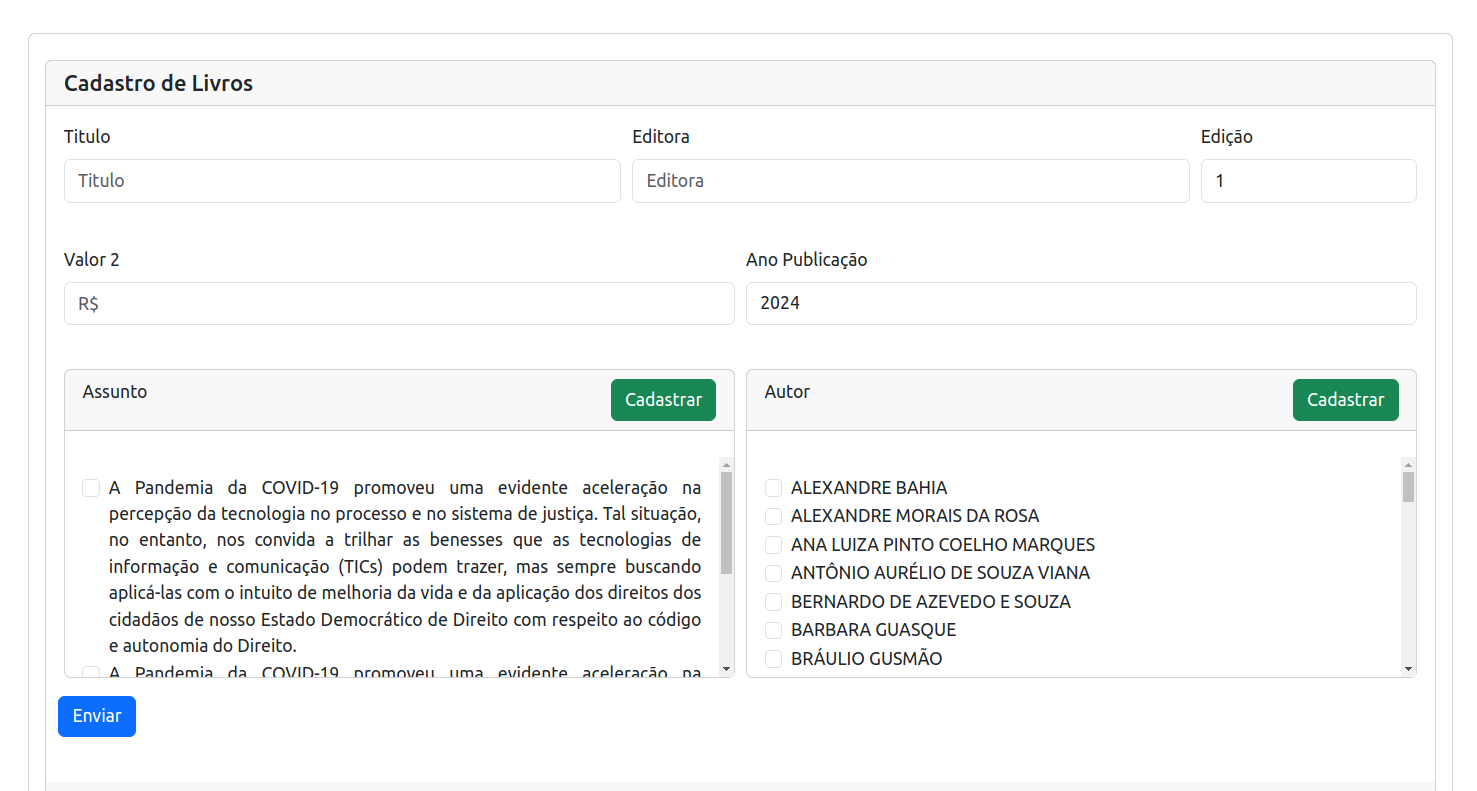 Cadastro de Livros
Titulo Editora Edição
Titulo Editora 1
Valor 2 Ano Publicação
R$ 2024
Assunto Cadastrar
A Pandemia da COVID-19 promoveu uma evidente aceleração na
percepção da tecnologia no processo e no sistema de justiça. Tal situação,
no entanto, nos convida a trilhar as benesses que as tecnologias de
informação e comunicação (TICs) podem trazer, mas sempre buscando
aplicá-las com o intuito de melhoria da vida e da aplicação dos direitos dos
cidadãos de nosso Estado Democrático de Direito com respeito ao código
e autonomia do Direito.
A Pandemia da COVID-19 promoveu uma evidente aceleração na
Autor Cadastrar
ALEXANDRE BAHIA
ALEXANDRE MORAIS DA ROSA
ANA LUIZA PINTO COELHO MARQUES
ANTÔNIO AURÉLIO DE SOUZA VIANA
BERNARDO DE AZEVEDO E SOUZA
BARBARA GUASQUE
BRÁULIO GUSMÃO
Enviar